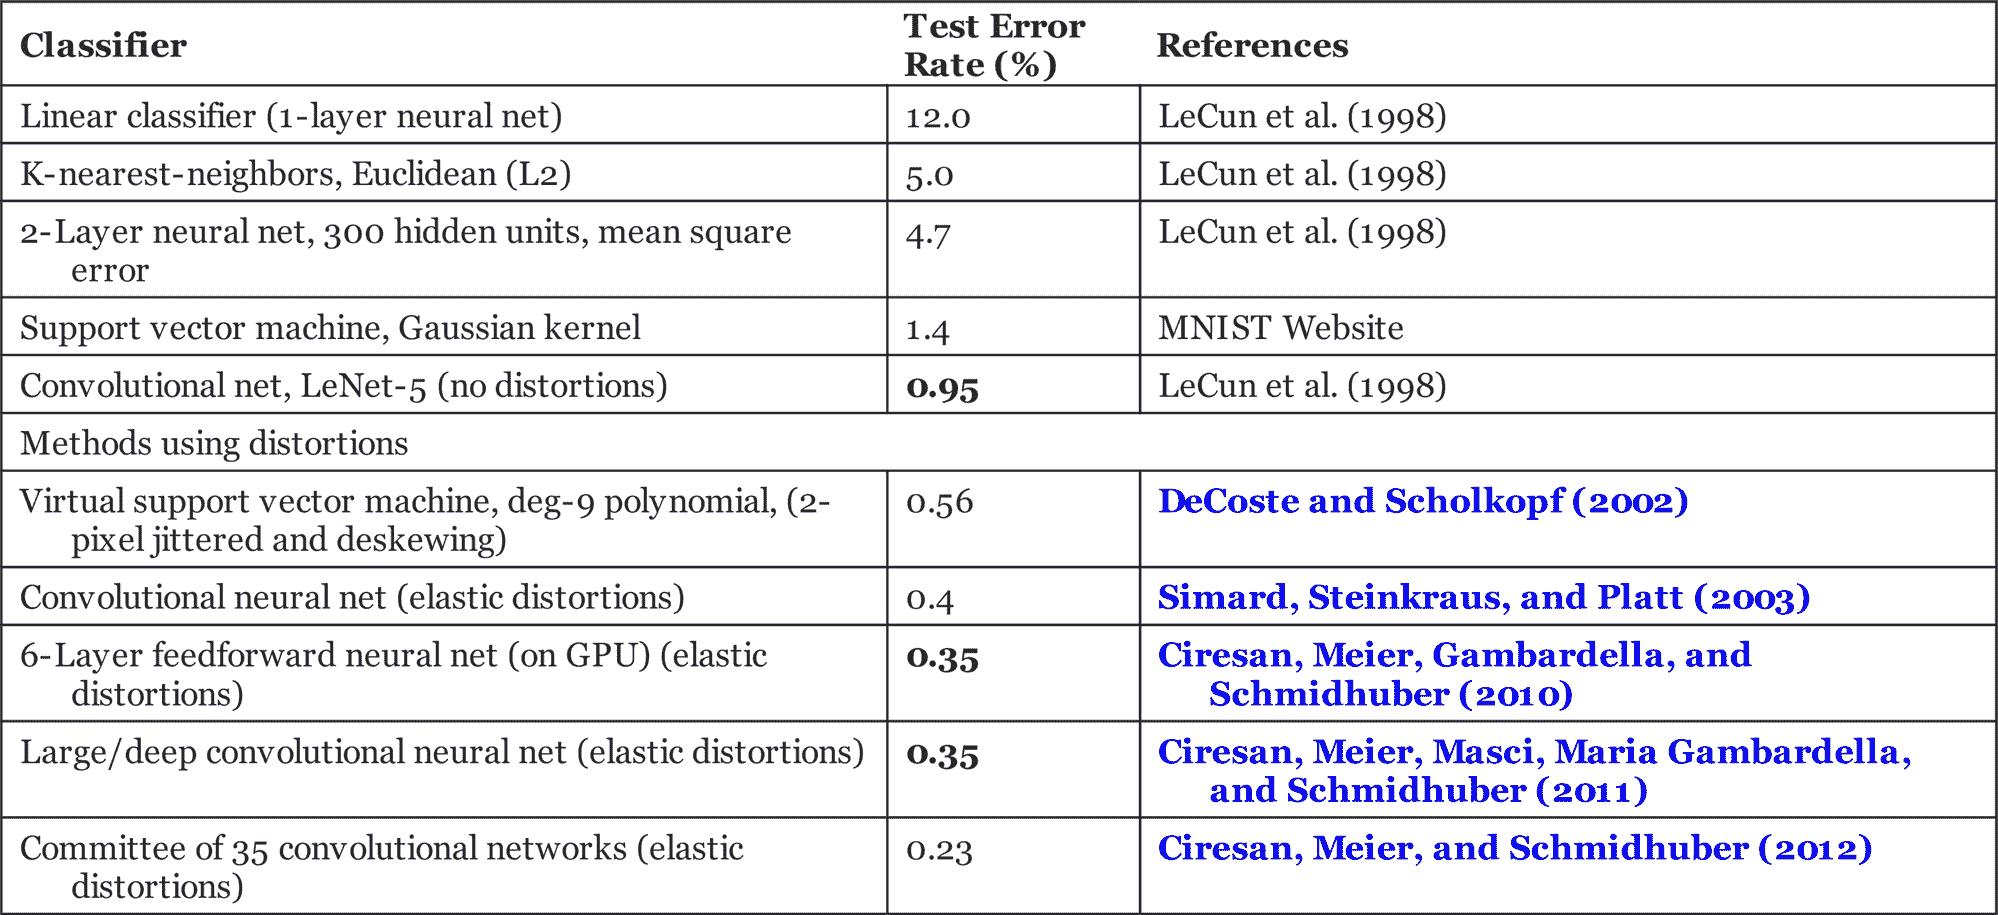 Classifier
Test Error
Rate (%)
References
Linear classifier (1-layer neural net)
12.0
LeCun et al. (1998)
K-nearest-neighbors, Euclidean (L2)
5.0
LeCun et al. (1998)
2-Layer neural net, 300 hidden units, mean square
error
4.7
LeCun et al. (1998)
Support vector machine, Gaussian kernel
1.4
MNIST Website
Convolutional net, LeNet-5 (no distortions)
0.95
LeCun et al. (1998)
Methods using distortions
Virtual support vector machine, deg-9 polynomial, (2-
pixel jittered and deskewing)
0.56
DeCoste and Scholkopf (2002)
Convolutional neural net (elastic distortions)
0.4
Simard, Steinkraus, and Platt (2003)
6-Layer feedforward neural net (on GPU) (elastic
distortions)
0.35
Ciresan, Meier, Gambardella, and
Schmidhuber (2010)
Large/deep convolutional neural net (elastic distortions)
0.35
Ciresan, Meier, Masci, Maria Gambardella,
and Schmidhuber (2011)
Committee of 35 convolutional networks (elastic
distortions)
0.23
Ciresan, Meier, and Schmidhuber (2012)